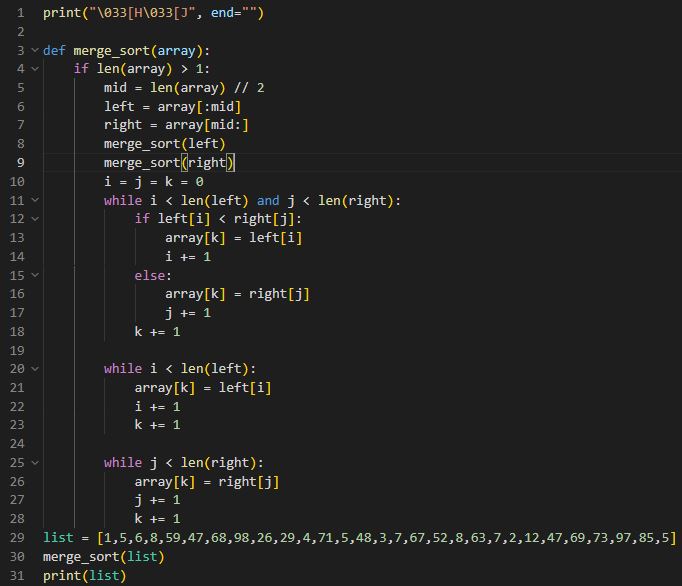 1 print("\033[H\033[J", end="")
2
3 def merge_sort(array):
4     if len(array) > 1:
5         mid = len(array) // 2
6         left = array[:mid]
7         right = array[mid:]
8         merge_sort(left)
9         merge_sort(right)
10         i = j = k = 0
11         while i < len(left) and j < len(right):
12             if left[i] < right[j]:
13                 array[k] = left[i]
14                 i += 1
15             else:
16                 array[k] = right[j]
17                 j += 1
18             k += 1
19
20         while i < len(left):
21             array[k] = left[i]
22             i += 1
23             k += 1
24
25         while j < len(right):
26             array[k] = right[j]
27             j += 1
28             k += 1
29 list = [1,5,6,8,59,47,68,98,26,29,4,71,5,48,3,7,67,52,8,63,7,2,12,47,69,73,97,85,5]
30 merge_sort(list)
31 print(list)